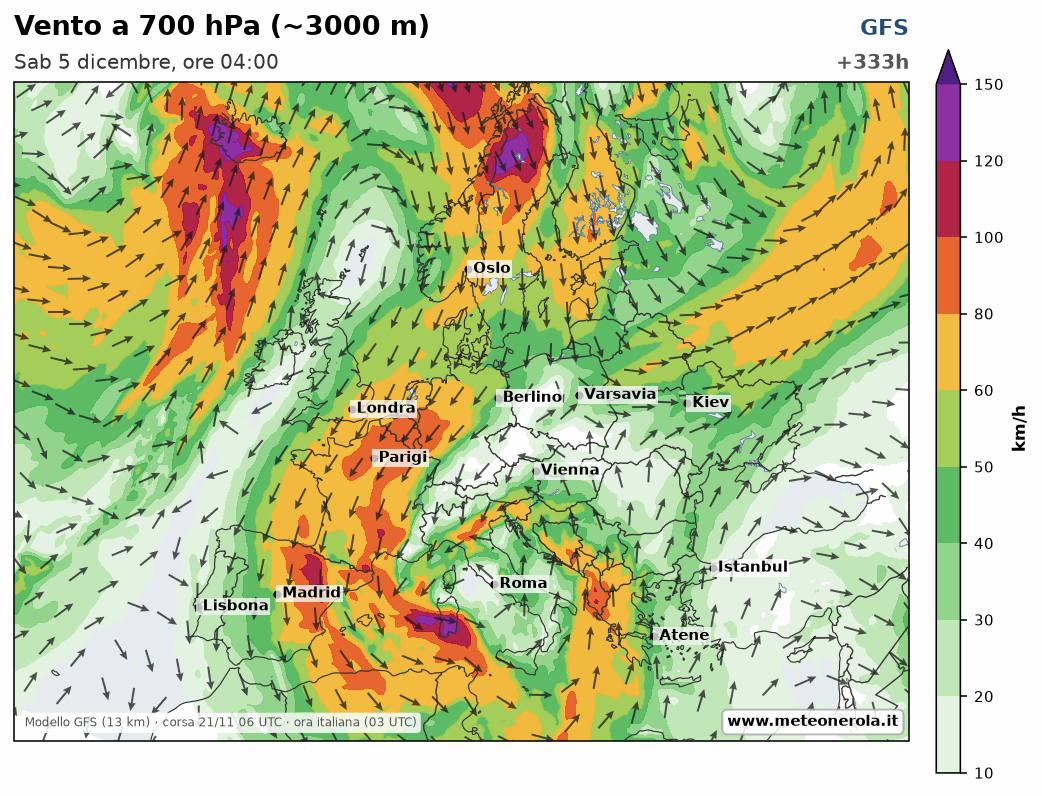 Vento a 700 hPa (~3000 m)
GFS
Sab 5 dicembre, ore 04:00
+333h
150
120
100
80
60
50
40
30
20
10
km/h
Oslo
Londra
Berlino
Varsavia
Kiev
Parigi
Vienna
Istanbul
Roma
Madrid
Lisbona
Atene
Modello GFS (13 km) · corsa 21/11 06 UTC · ora italiana (03 UTC)
www.meteonerola.it